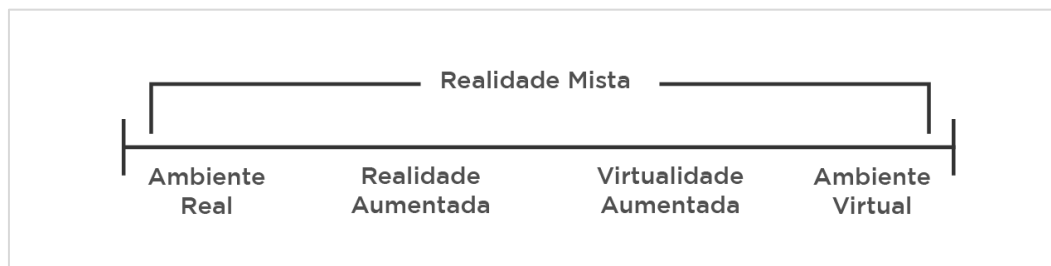 Realidade Mista
Ambiente
Real
Realidade
Aumentada
Virtualidade
Aumentada
Ambiente
Virtual